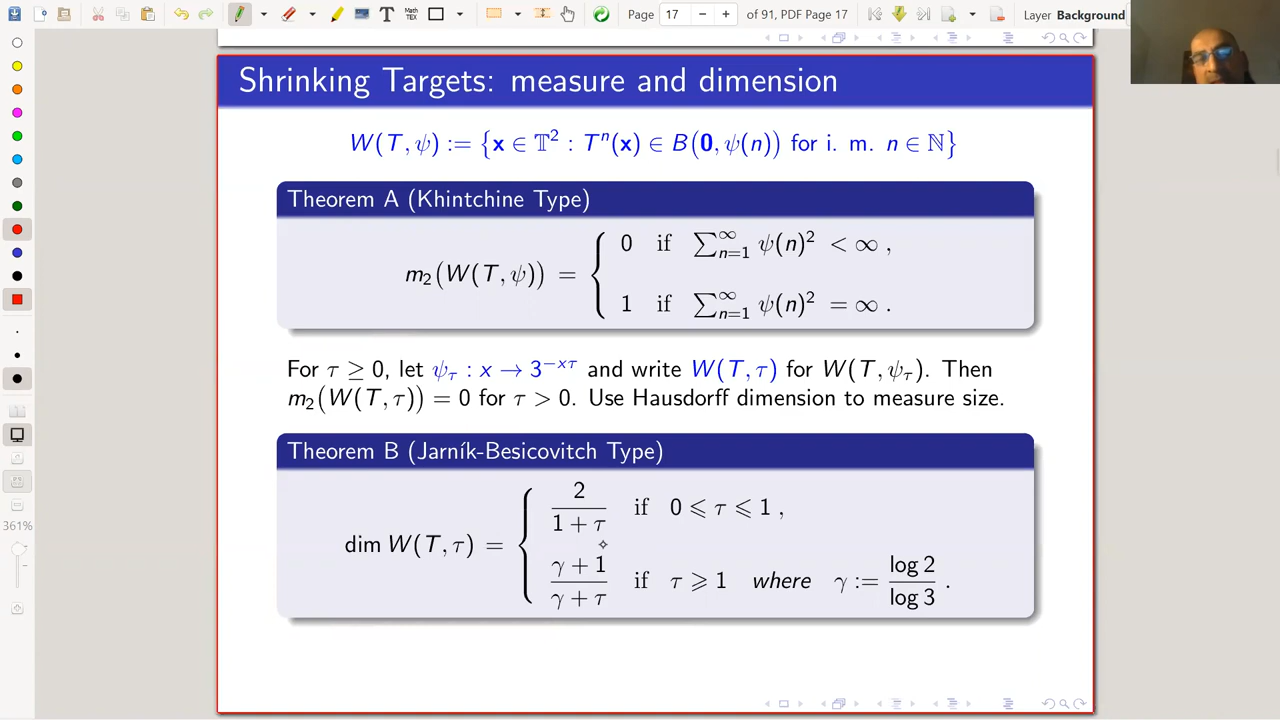 Page 17 of 91, PDF Page 17 Layer Background
Math
TEX
Shrinking Targets: measure and dimension
W(T, ψ) := {x ∈ 𝕋² : Tⁿ(x) ∈ B(0, ψ(n)) for i. m. n ∈ ℕ}
Theorem A (Khintchine Type)
m₂(W(T, ψ)) = { 0 if ∑_{n=1}^{∞} ψ(n)² < ∞ ,
1 if ∑_{n=1}^{∞} ψ(n)² = ∞ .
For τ ≥ 0, let ψ_τ : x → 3^{−xτ} and write W(T, τ) for W(T, ψ_τ). Then
m₂(W(T, τ)) = 0 for τ > 0. Use Hausdorff dimension to measure size.
Theorem B (Jarník-Besicovitch Type)
dim W(T, τ) = { 2/(1 + τ) if 0 ⩽ τ ⩽ 1 ,
(γ + 1)/(γ + τ) if τ ⩾ 1 where γ := log 2/log 3 .
361%